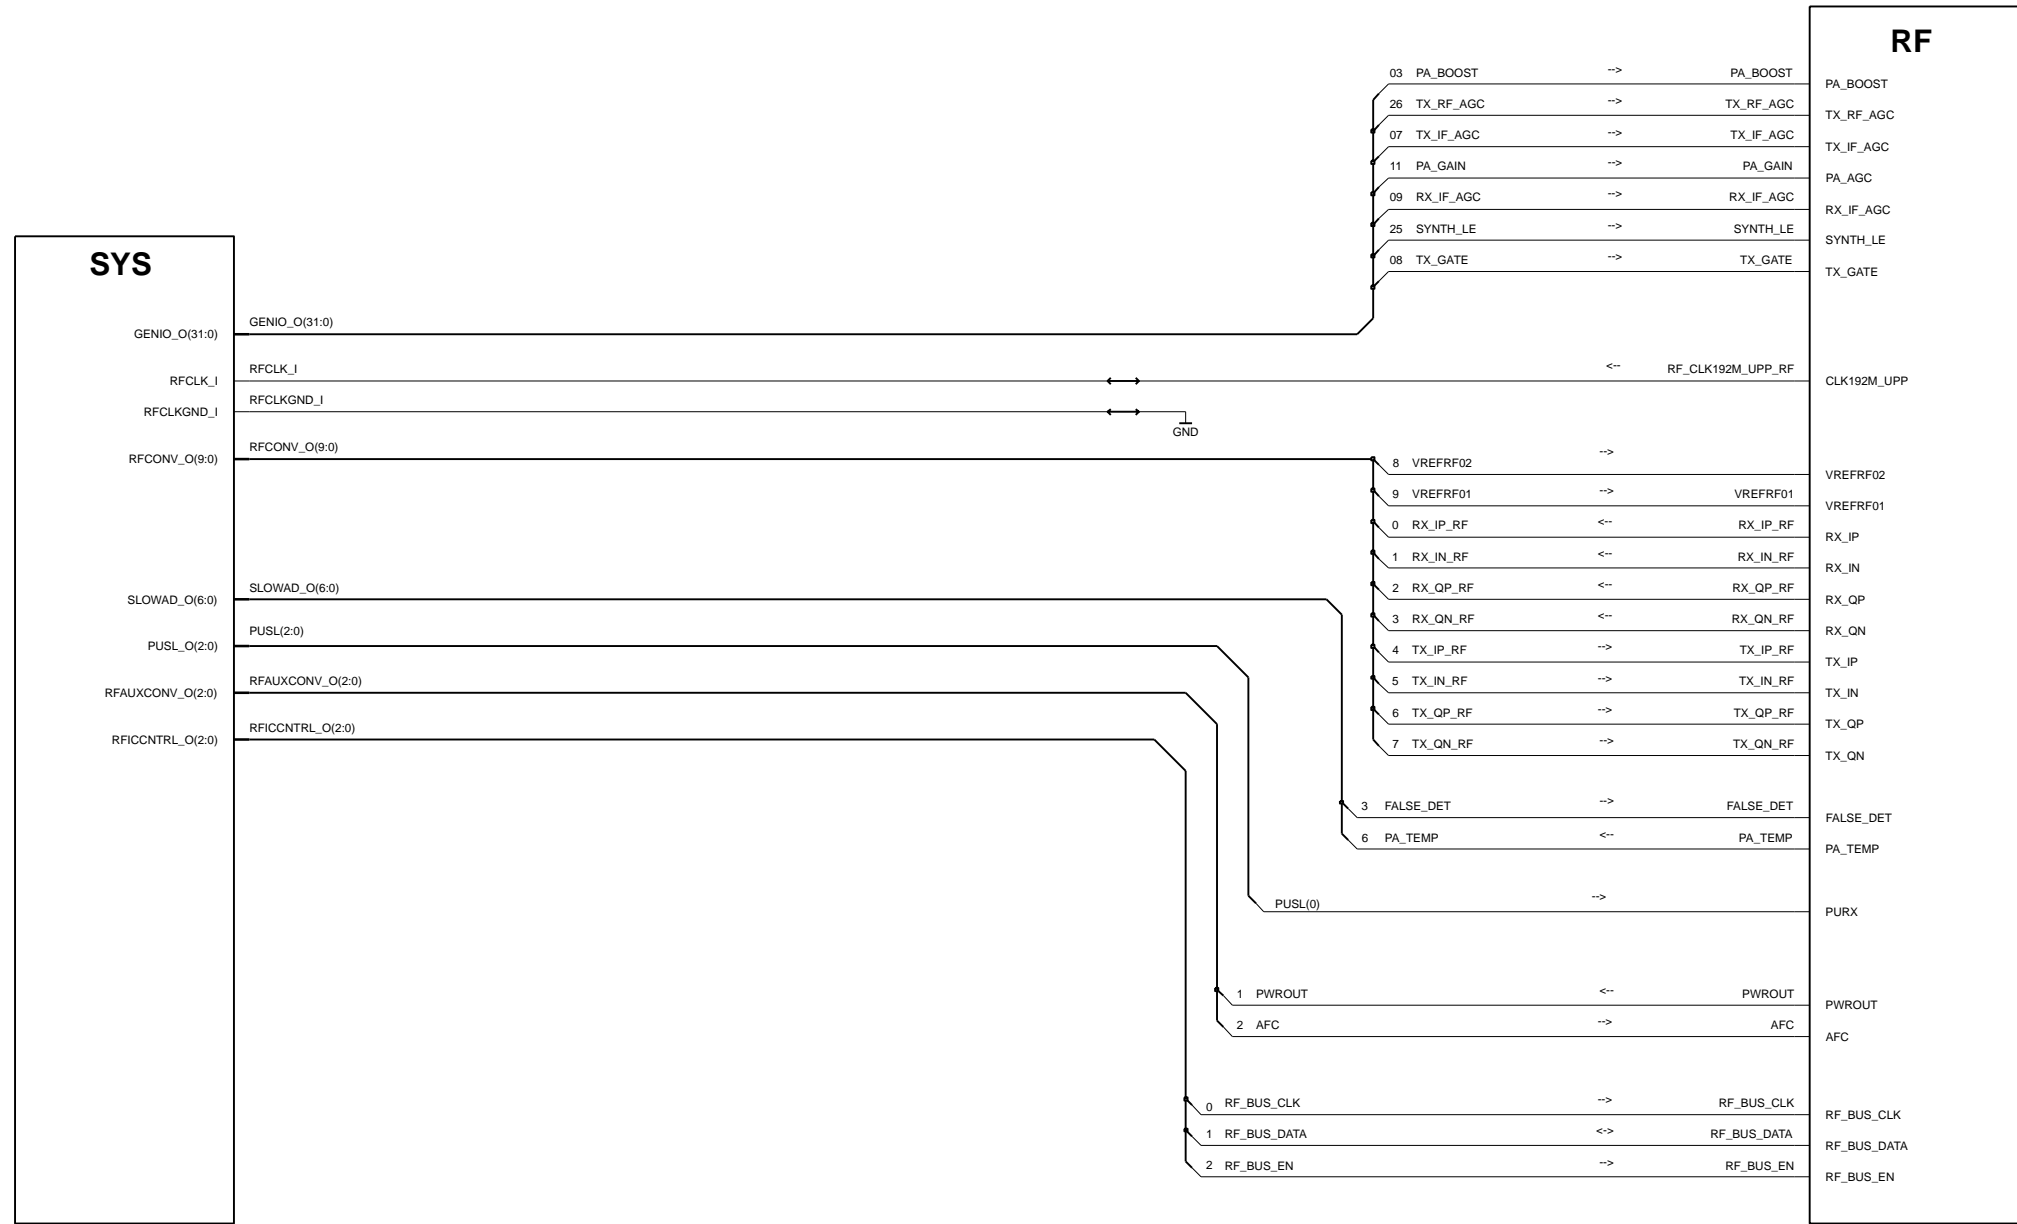 RF
03 PA_BOOST --> PA_BOOST
PA_BOOST
26 TX_RF_AGC --> TX_RF_AGC
TX_RF_AGC
07 TX_IF_AGC --> TX_IF_AGC
TX_IF_AGC
11 PA_GAIN --> PA_GAIN
PA_AGC
09 RX_IF_AGC --> RX_IF_AGC
RX_IF_AGC
25 SYNTH_LE --> SYNTH_LE
SYNTH_LE
08 TX_GATE --> TX_GATE
TX_GATE
SYS
GENIO_O(31:0)
GENIO_O(31:0)
RFCLK_I <-- RF_CLK192M_UPP_RF
RFCLK_I CLK192M_UPP
RFCLKGND_I
RFCLKGND_I
GND
RFCONV_O(9:0)
RFCONV_O(9:0)
8 VREFRF02 -->
VREFRF02
9 VREFRF01 --> VREFRF01
VREFRF01
0 RX_IP_RF <-- RX_IP_RF
RX_IP
1 RX_IN_RF <-- RX_IN_RF
RX_IN
SLOWAD_O(6:0)
SLOWAD_O(6:0)
2 RX_QP_RF <-- RX_QP_RF
RX_QP
3 RX_QN_RF <-- RX_QN_RF
RX_QN
PUSL(2:0)
PUSL_O(2:0)
4 TX_IP_RF --> TX_IP_RF
TX_IP
RFAUXCONV_O(2:0)
RFAUXCONV_O(2:0)
5 TX_IN_RF --> TX_IN_RF
TX_IN
6 TX_QP_RF --> TX_QP_RF
TX_QP
RFICCNTRL_O(2:0)
RFICCNTRL_O(2:0)
7 TX_QN_RF --> TX_QN_RF
TX_QN
3 FALSE_DET --> FALSE_DET
FALSE_DET
6 PA_TEMP <-- PA_TEMP
PA_TEMP
PUSL(0) -->
PURX
1 PWROUT <-- PWROUT
PWROUT
2 AFC --> AFC
AFC
0 RF_BUS_CLK --> RF_BUS_CLK
RF_BUS_CLK
1 RF_BUS_DATA <-> RF_BUS_DATA
RF_BUS_DATA
2 RF_BUS_EN --> RF_BUS_EN
RF_BUS_EN